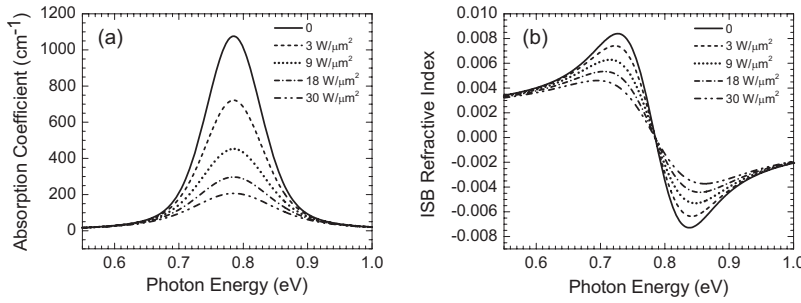 (a)
0
3 W/μm²
9 W/μm²
18 W/μm²
30 W/μm²
1200
1000
800
600
400
200
0
Absorption Coefficient (cm⁻¹)
0.6 0.7 0.8 0.9 1.0
Photon Energy (eV)
(b)
0
3 W/μm²
9 W/μm²
18 W/μm²
30 W/μm²
0.010
0.008
0.006
0.004
0.002
0.000
-0.002
-0.004
-0.006
-0.008
ISB Refractive Index
0.6 0.7 0.8 0.9 1.0
Photon Energy (eV)